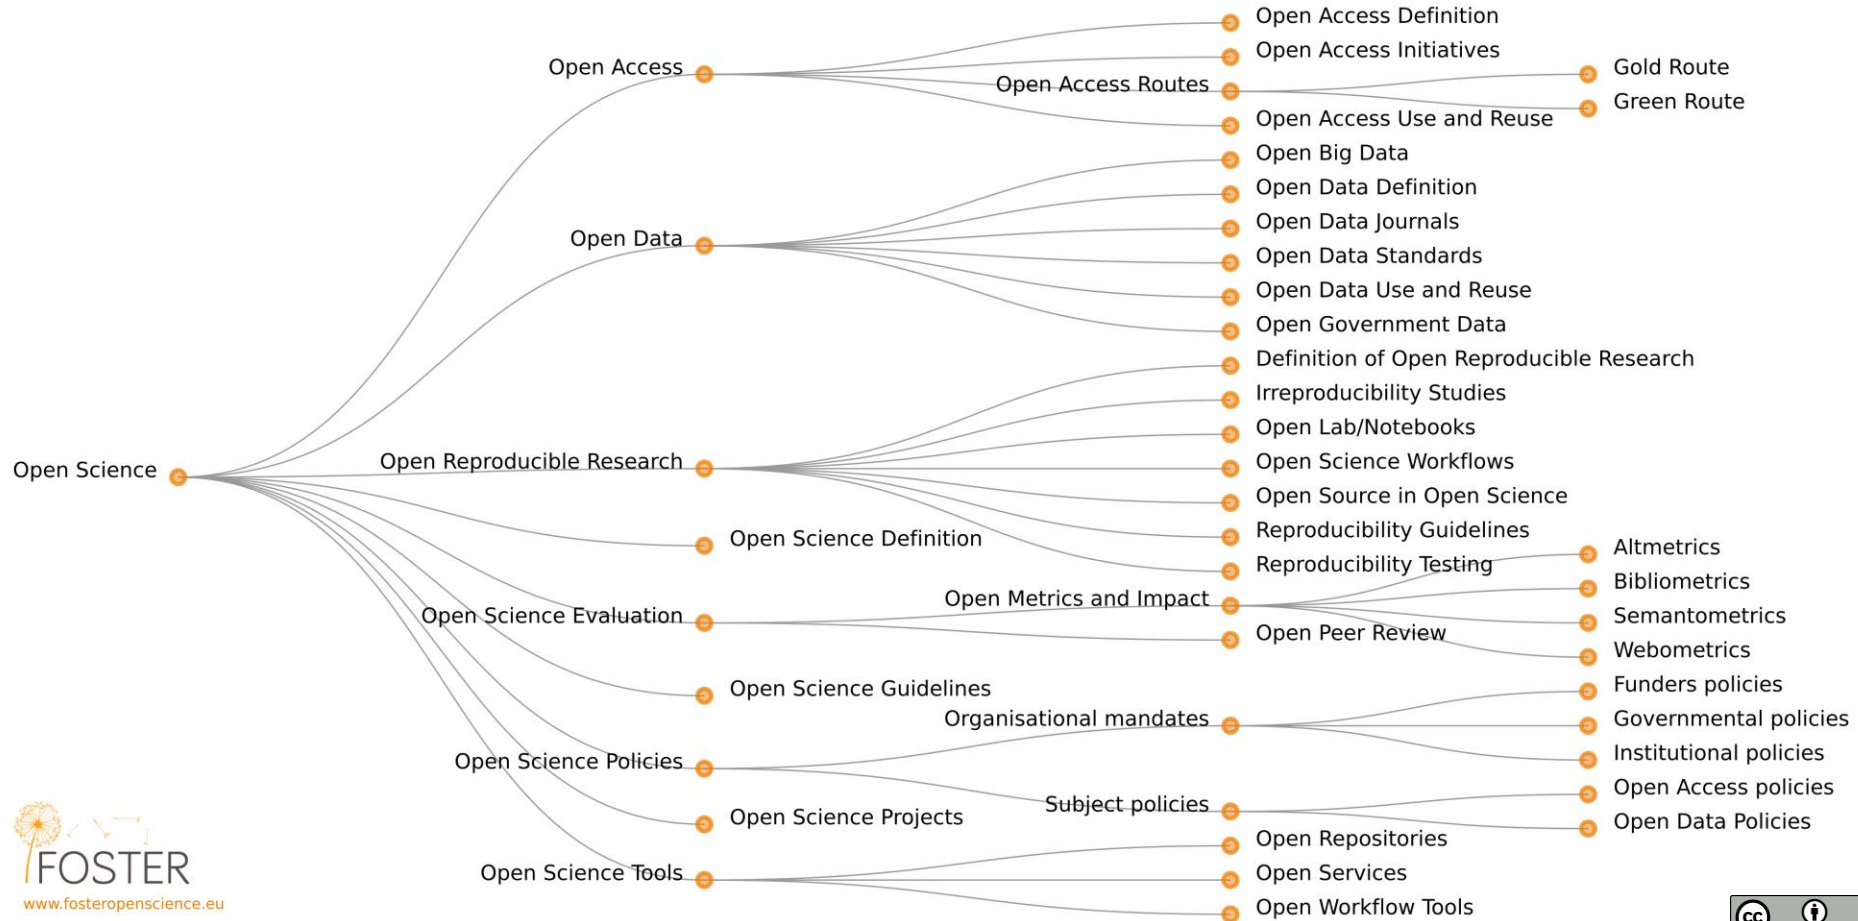 Open Science
Open Access
Open Access Definition
Open Access Initiatives
Open Access Routes
Gold Route
Green Route
Open Access Use and Reuse
Open Data
Open Big Data
Open Data Definition
Open Data Journals
Open Data Standards
Open Data Use and Reuse
Open Government Data
Open Reproducible Research
Definition of Open Reproducible Research
Irreproducibility Studies
Open Lab/Notebooks
Open Science Workflows
Open Source in Open Science
Reproducibility Guidelines
Reproducibility Testing
Open Science Definition
Open Science Evaluation
Open Metrics and Impact
Altmetrics
Bibliometrics
Semantometrics
Webometrics
Open Peer Review
Open Science Guidelines
Open Science Policies
Organisational mandates
Funders policies
Governmental policies
Institutional policies
Subject policies
Open Access policies
Open Data Policies
Open Science Projects
Open Science Tools
Open Repositories
Open Services
Open Workflow Tools
FOSTER
www.fosteropenscience.eu
cc